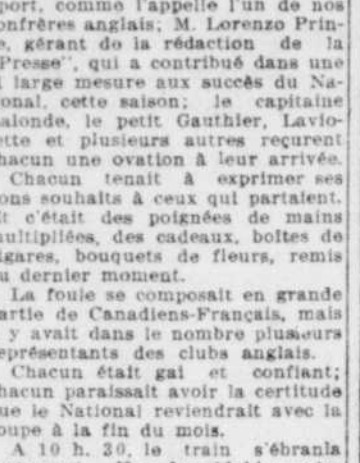 port, comme l'appelle l'un de nos
onfrères anglais; M. Lorenzo Prin-
e, gérant de la rédaction de la
Presse", qui a contribué dans une
i large mesure aux succès du Na-
ional, cette saison; le capitaine
alonde, le petit Gauthier, Lavio-
ette et plusieurs autres reçurent
hacun une ovation à leur arrivée.
Chacun tenait à exprimer ses
ons souhaits à ceux qui partaient.
t c'était des poignées de mains
multipliées, des cadeaux, boîtes de
igares, bouquets de fleurs, remis
u dernier moment.
La foule se composait en grande
artie de Canadiens-Français, mais
y avait dans le nombre plusieurs
eprésentants des clubs anglais.
Chacun était gai et confiant;
hacun paraissait avoir la certitude
ue le National reviendrait avec la
oupe à la fin du mois.
A 10 h. 30, le train s'ébranla